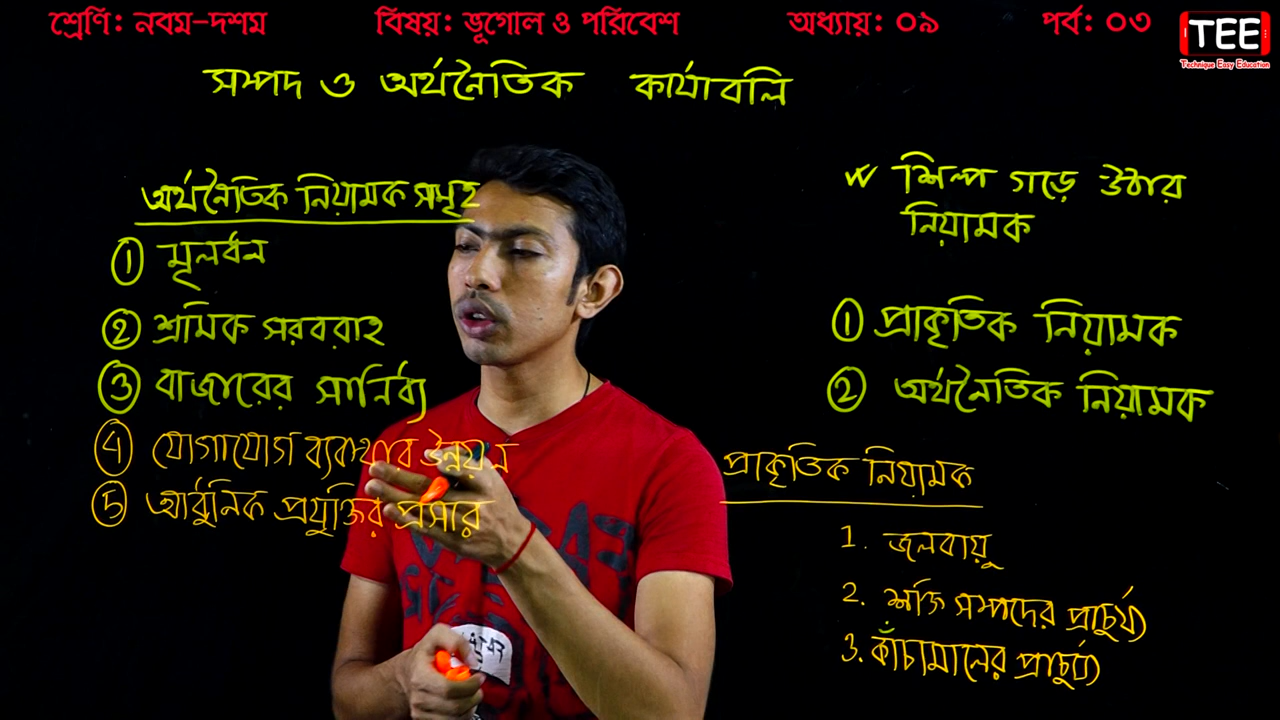 শ্রেণি: নবম-দশম বিষয়: ভূগোল ও পরিবেশ অধ্যায়: ০৯ পর্ব: ০৩
TEE
Technique Easy Education
সম্পদ ও অর্থনৈতিক কার্যাবলি
অর্থনৈতিক নিয়ামক সমূহ
① মূলধন
② শ্রমিক সরবরাহ
③ বাজারের সান্নিধ্য
④ যোগাযোগ ব্যবস্থার উন্নয়ন
⑤ আধুনিক প্রযুক্তির প্রসারে
শিল্প গড়ে উঠার
নিয়ামক
① প্রাকৃতিক নিয়ামক
② অর্থনৈতিক নিয়ামক
প্রাকৃতিক নিয়ামক
1. জলবায়ু
2. শক্তি সম্পদের প্রাচুর্য
3. কাঁচামালের প্রাচুর্য